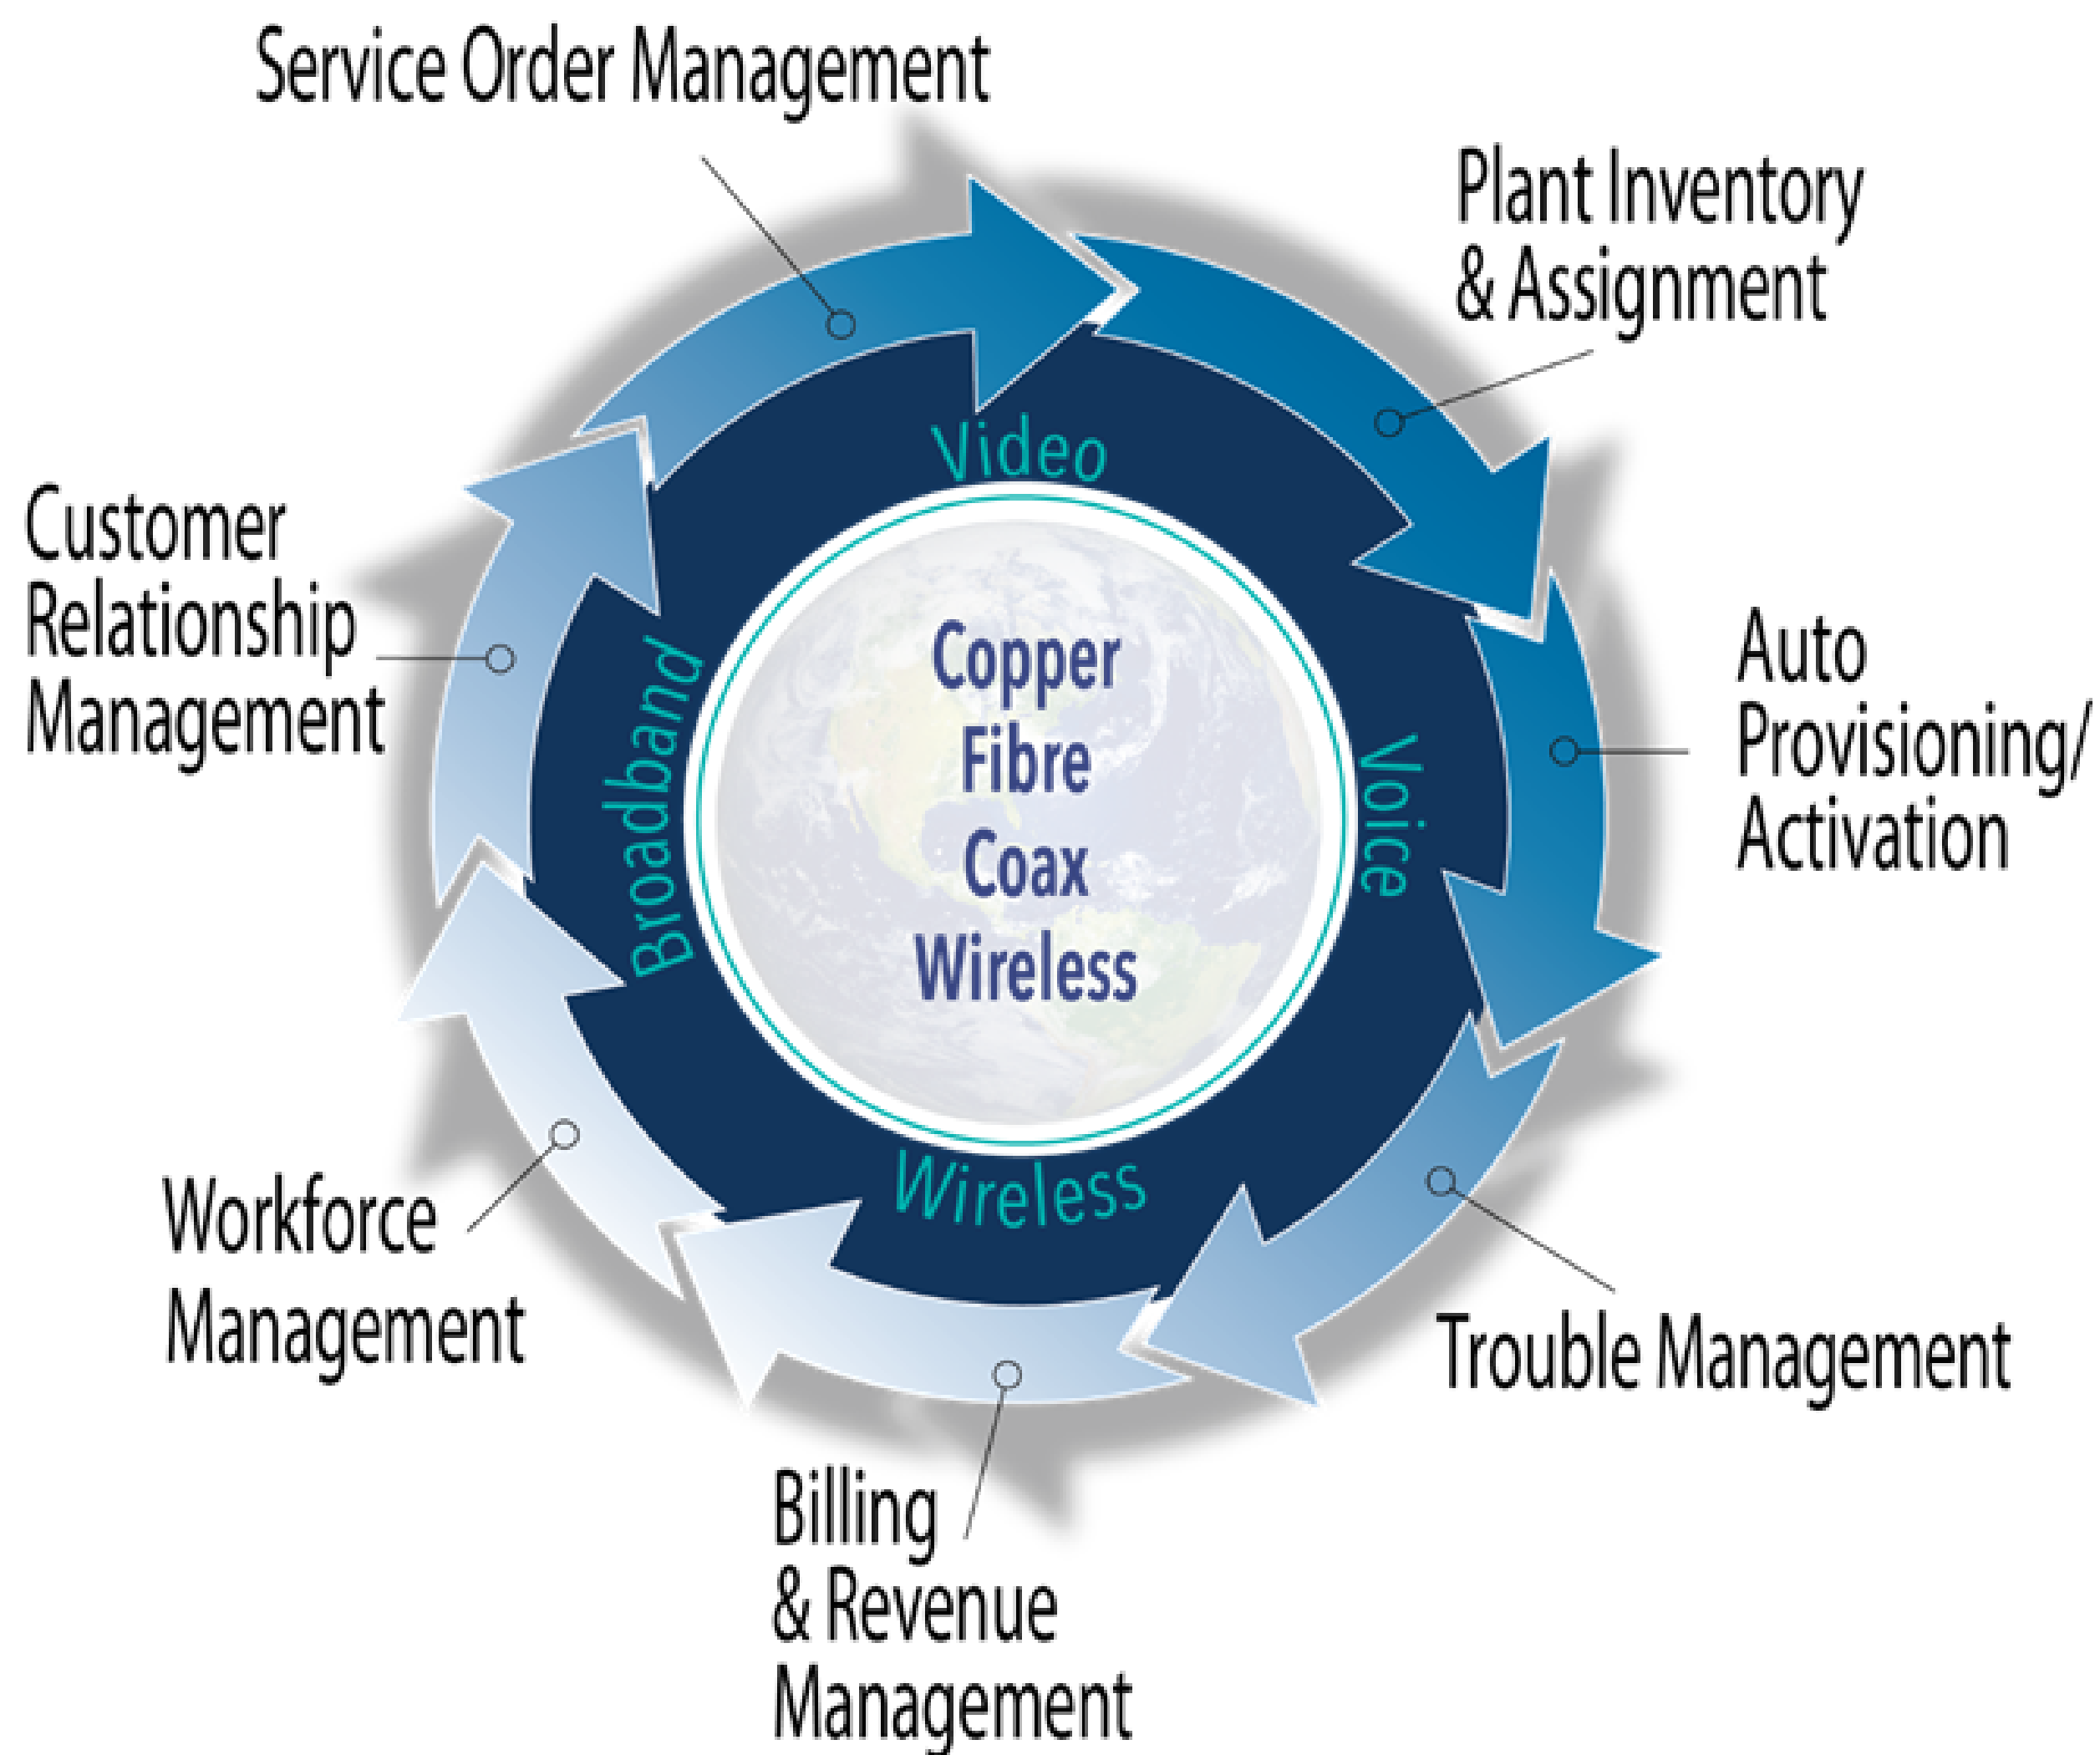 Service Order Management
Plant Inventory
& Assignment
Customer
Relationship
Management
Video
Broadband
Voice
Wireless
Copper
Fibre
Coax
Wireless
Auto
Provisioning/
Activation
Workforce
Management
Trouble Management
Billing
& Revenue
Management